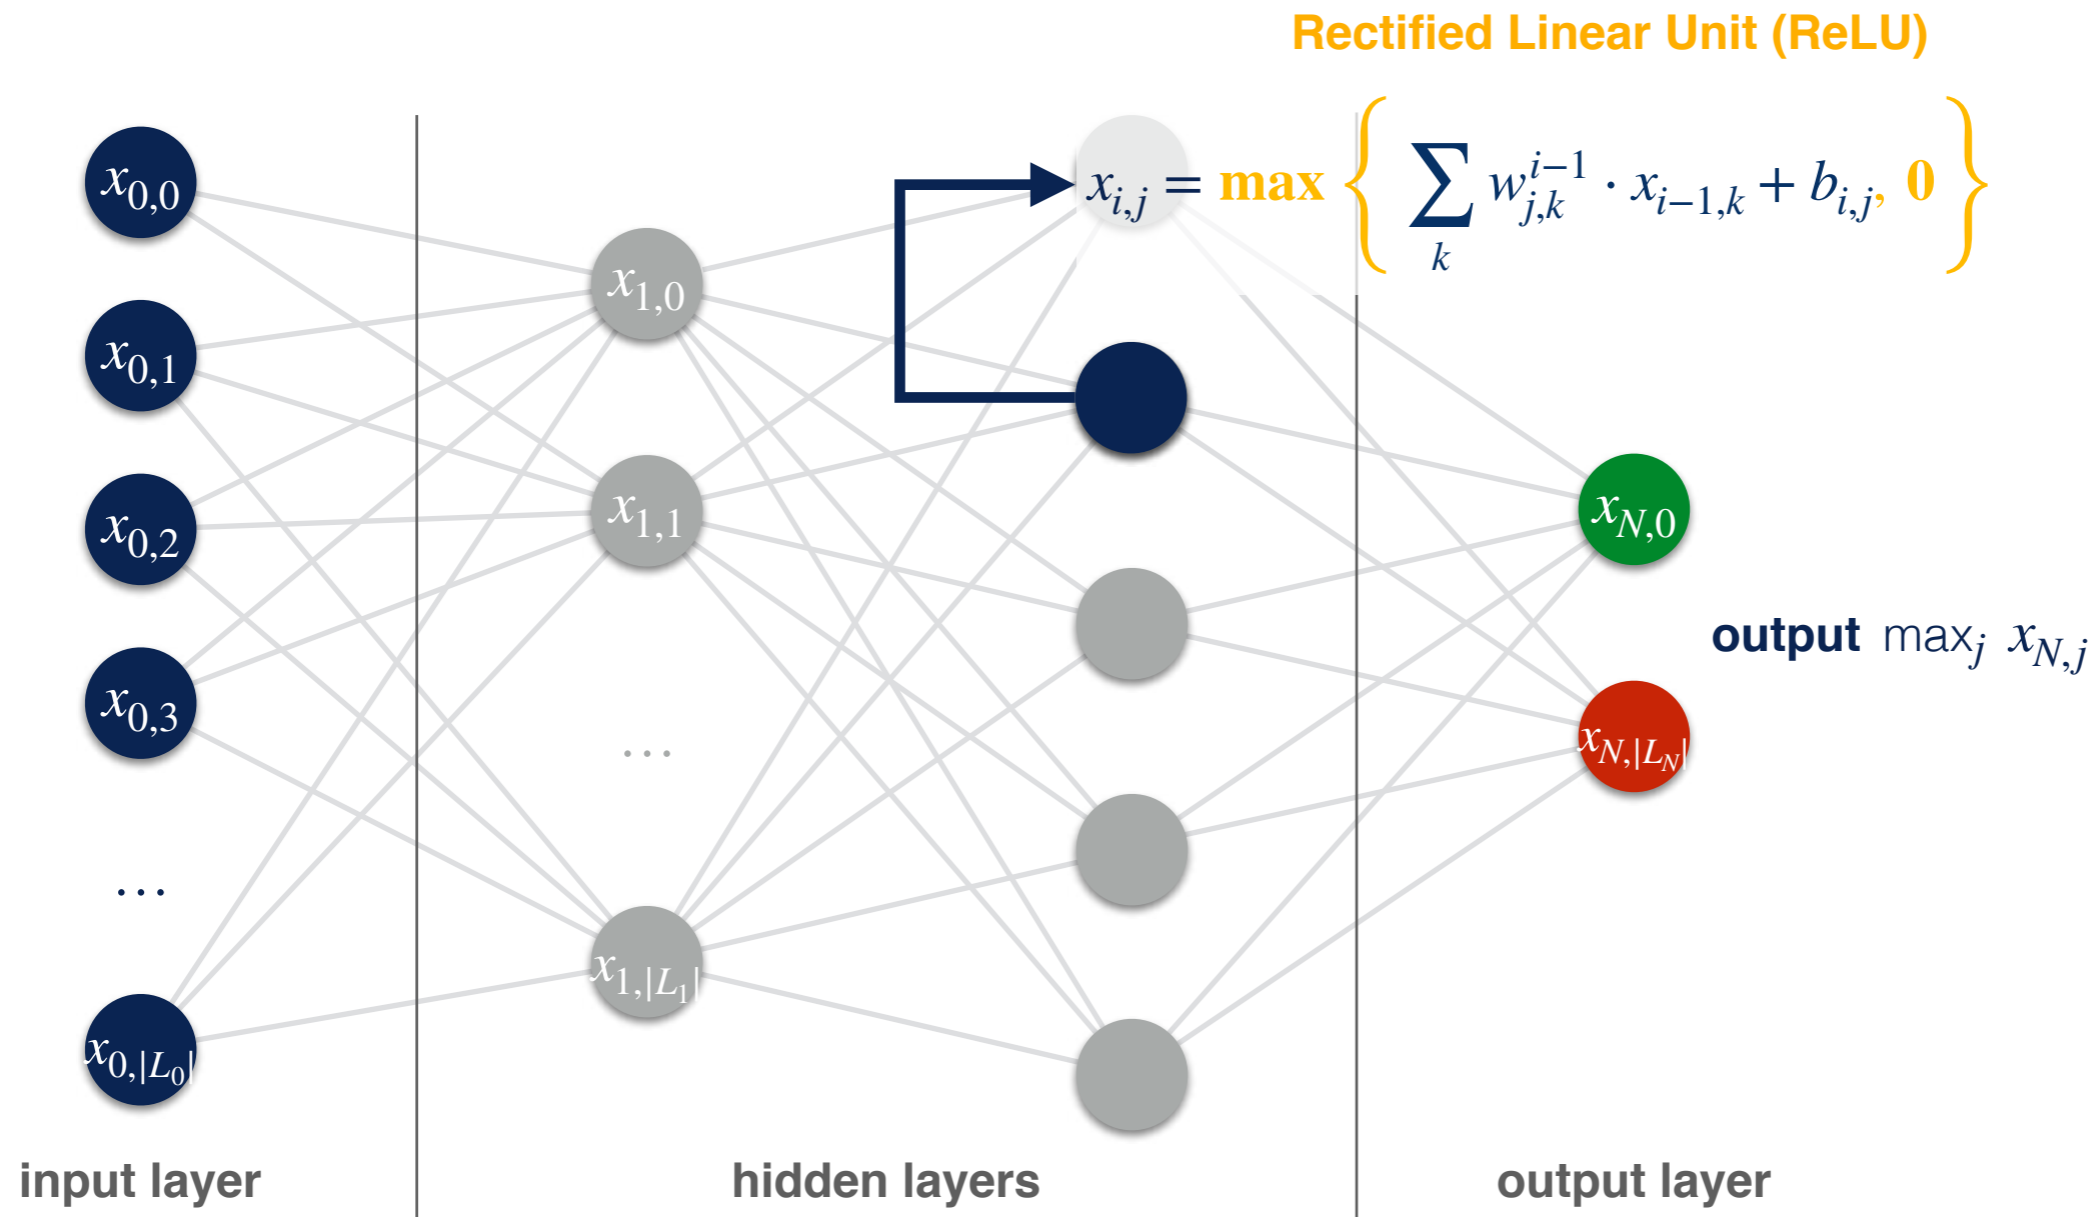 Rectified Linear Unit (ReLU)
x_{i,j} = max { ∑_k w_{j,k}^{i−1} · x_{i−1,k} + b_{i,j}, 0 }
x_{0,0}
x_{0,1}
x_{0,2}
x_{0,3}
…
x_{0,|L_0|}
x_{1,0}
x_{1,1}
…
x_{1,|L_1|}
x_{N,0}
x_{N,|L_N|}
output max_j x_{N,j}
input layer
hidden layers
output layer